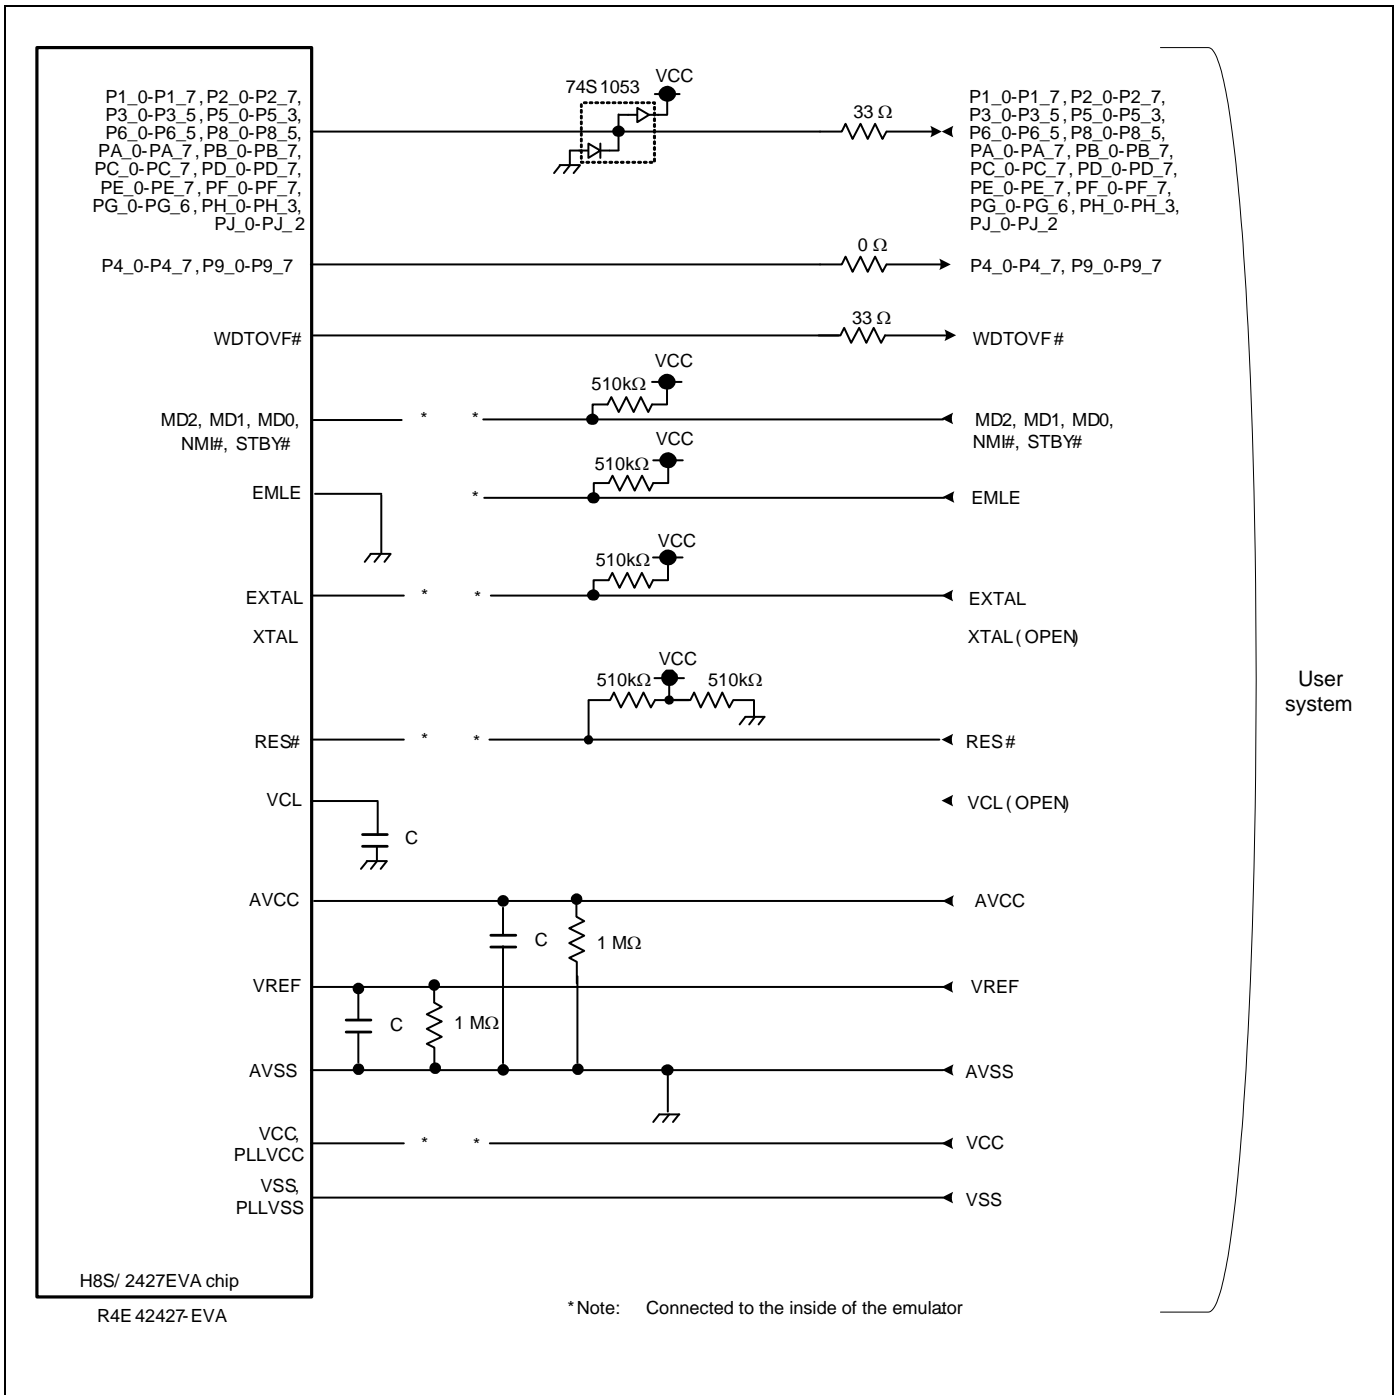 74S1053
VCC
P1_0-P1_7, P2_0-P2_7,
P3_0-P3_5, P5_0-P5_3,
P6_0-P6_5, P8_0-P8_5,
PA_0-PA_7, PB_0-PB_7,
PC_0-PC_7, PD_0-PD_7,
PE_0-PE_7, PF_0-PF_7,
PG_0-PG_6, PH_0-PH_3,
PJ_0-PJ_2
33 Ω
P1_0-P1_7, P2_0-P2_7,
P3_0-P3_5, P5_0-P5_3,
P6_0-P6_5, P8_0-P8_5,
PA_0-PA_7, PB_0-PB_7,
PC_0-PC_7, PD_0-PD_7,
PE_0-PE_7, PF_0-PF_7,
PG_0-PG_6, PH_0-PH_3,
PJ_0-PJ_2
P4_0-P4_7, P9_0-P9_7
0 Ω
P4_0-P4_7, P9_0-P9_7
WDTOVF#
33 Ω
WDTOVF#
VCC
510kΩ
MD2, MD1, MD0,
NMI#, STBY#
* *
MD2, MD1, MD0,
NMI#, STBY#
VCC
510kΩ
EMLE
*
EMLE
VCC
510kΩ
EXTAL
* *
EXTAL
XTAL
XTAL (OPEN)
VCC
510kΩ
510kΩ
RES#
* *
RES#
User
system
VCL
C
VCL (OPEN)
AVCC
C
1 MΩ
AVCC
VREF
C
1 MΩ
VREF
AVSS
AVSS
VCC,
PLLVCC
* *
VCC
VSS,
PLLVSS
VSS
H8S/ 2427EVA chip
R4E42427-EVA
*Note: Connected to the inside of the emulator